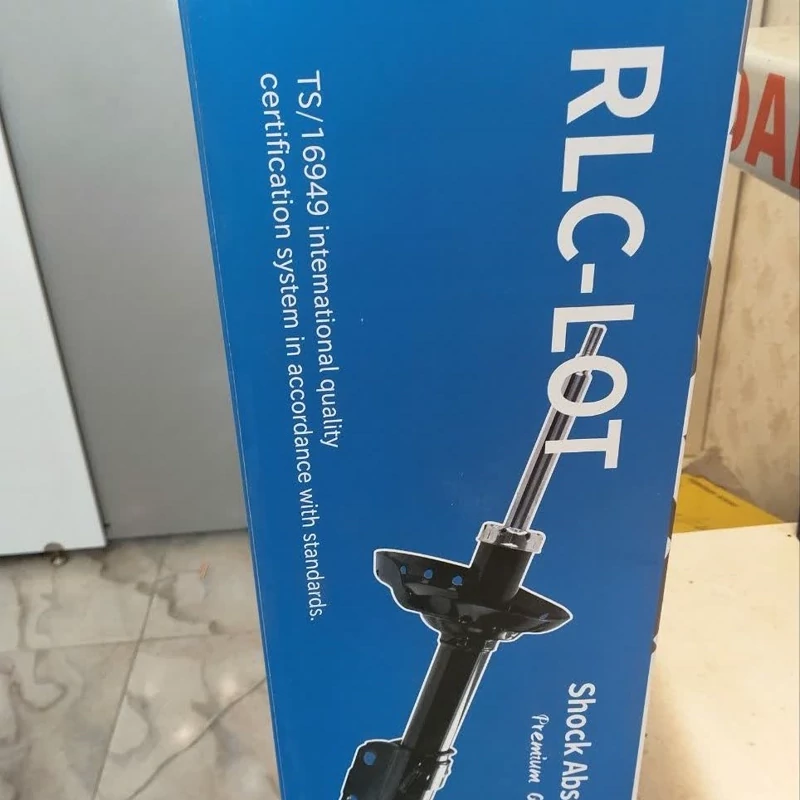 RLC-LOT
TS/16949 international quality
certification system in accordance with standards.
Shock Abs
Premium